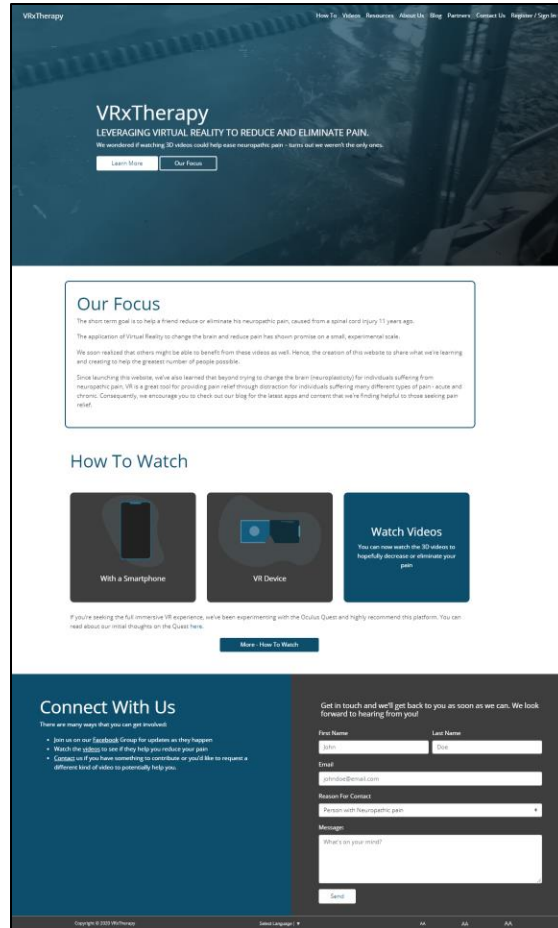 VRxTherapy
How To Videos Resources About Us Blog Partners Contact Us Register / Sign In
VRxTherapy
LEVERAGING VIRTUAL REALITY TO REDUCE AND ELIMINATE PAIN.
We wondered if watching 3D videos could help ease neuropathic pain – turns out we weren't the only ones.
Learn More
Our Focus
Our Focus
The short term goal is to help a friend reduce or eliminate his neuropathic pain, caused from a spinal cord injury 11 years ago.
The application of Virtual Reality to change the brain and reduce pain has shown promise on a small, experimental scale.
We soon realized that others might be able to benefit from these videos as well. Hence, the creation of this website to share what we're learning
and creating to help the greatest number of people possible.
Since launching this website, we've also learned that beyond trying to change the brain (neuroplasticity) for individuals suffering from
neuropathic pain, VR is a great tool for providing pain relief through distraction for individuals suffering many different types of pain - acute and
chronic. Consequently, we encourage you to check out our blog for the latest apps and content that we're finding helpful to those seeking pain
relief.
How To Watch
With a Smartphone
VR Device
Watch Videos
You can now watch the 3D videos to
hopefully decrease or eliminate your
pain
If you're seeking the full immersive VR experience, we've been experimenting with the Oculus Quest and highly recommend this platform. You can
read about our initial thoughts on the Quest here.
More - How To Watch
Connect With Us
There are many ways that you can get involved:
Join us on our Facebook Group for updates as they happen
Watch the videos to see if they help you reduce your pain
Contact us if you have something to contribute or you'd like to request a
different kind of video to potentially help you.
Get in touch and we'll get back to you as soon as we can. We look
forward to hearing from you!
First Name
Last Name
John
Doe
Email
johndoe@email.com
Reason For Contact
Person with Neuropathic pain
Message:
What's on your mind?
Send
Copyright © 2020 VRxTherapy
Select Language | ▼
AA
AA
AA